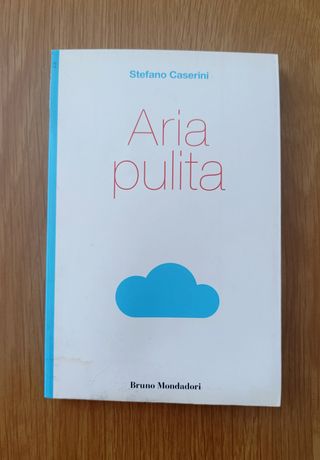 Stefano Caserini
Aria
pulita
Bruno Mondadori